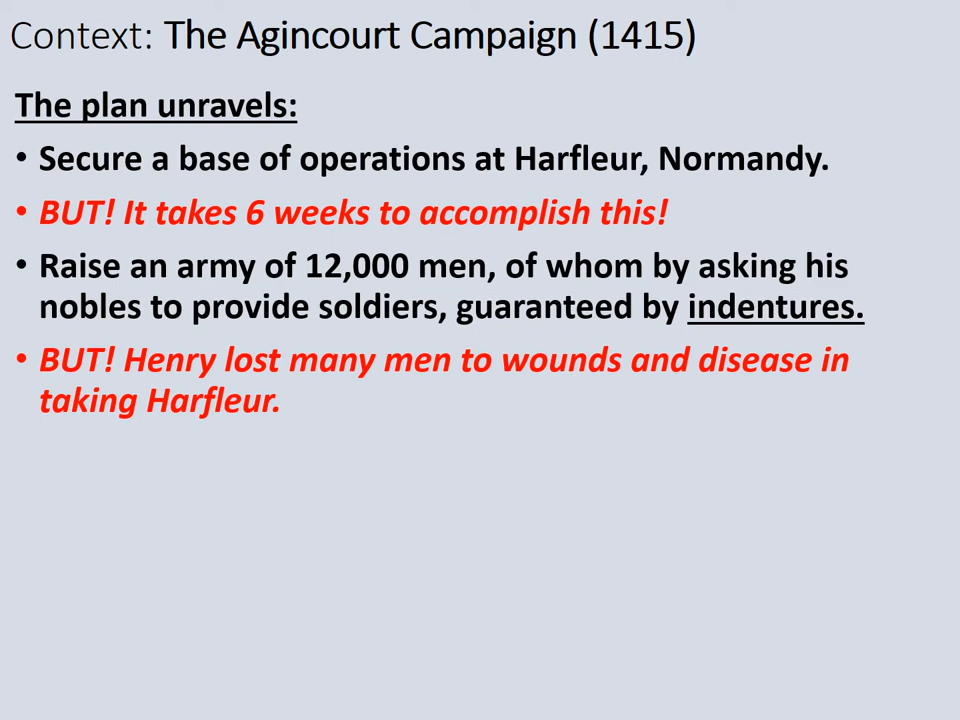 Context: The Agincourt Campaign (1415)
The plan unravels:
• Secure a base of operations at Harfleur, Normandy.
• BUT! It takes 6 weeks to accomplish this!
• Raise an army of 12,000 men, of whom by asking his
nobles to provide soldiers, guaranteed by indentures.
• BUT! Henry lost many men to wounds and disease in
taking Harfleur.